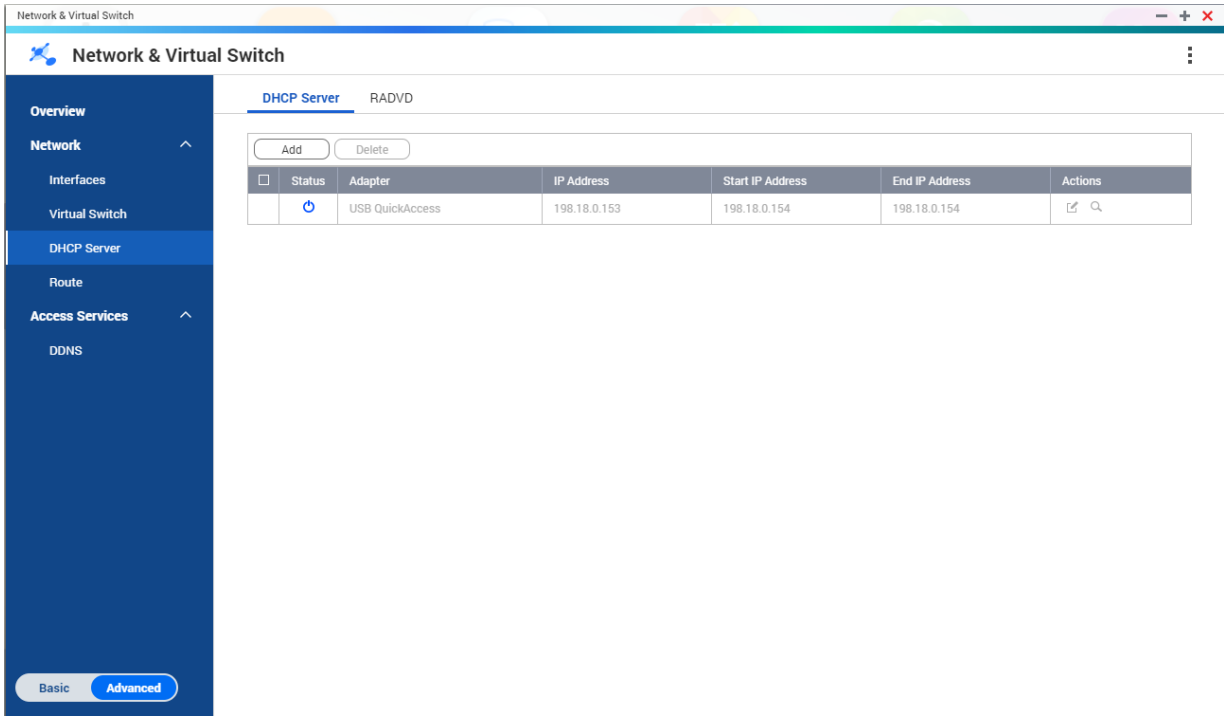 Network & Virtual Switch
Network & Virtual Switch
Overview
Network
Interfaces
Virtual Switch
DHCP Server
Route
Access Services
DDNS
Basic Advanced
DHCP Server RADVD
Add Delete
Status Adapter IP Address Start IP Address End IP Address Actions
USB QuickAccess 198.18.0.153 198.18.0.154 198.18.0.154